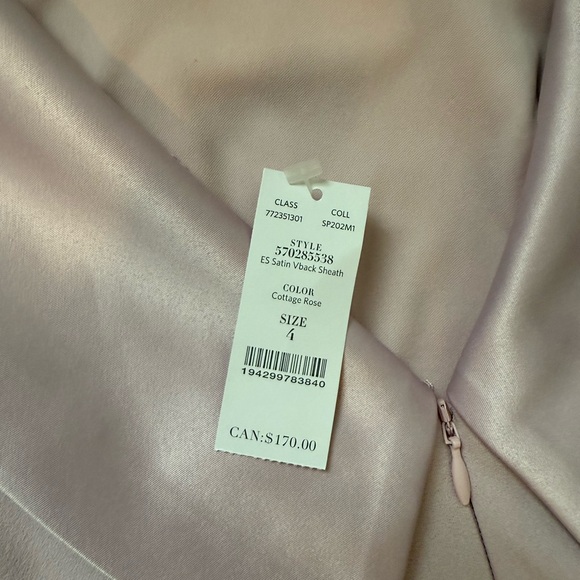 CLASS COLL
772351301 SP202M1
STYLE
570285538
ES Satin Vback Sheath
COLOR
Cottage Rose
SIZE
4
194299783840
CAN:$170.00